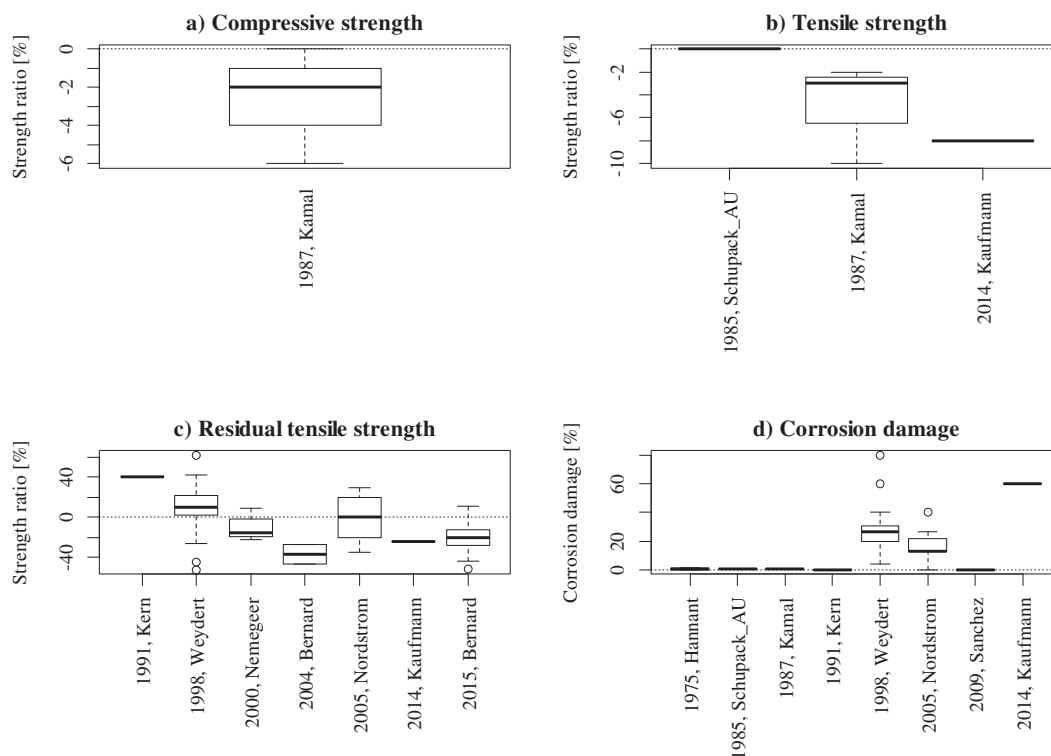 a) Compressive strength
Strength ratio [%]
0
-2
-4
-6
1987, Kamal
b) Tensile strength
Strength ratio [%]
-2
-6
-10
1985, Schupack_AU
1987, Kamal
2014, Kaufmann
c) Residual tensile strength
Strength ratio [%]
40
0
-40
1991, Kern
1998, Weydert
2000, Nemegeer
2004, Bernard
2005, Nordstrom
2014, Kaufmann
2015, Bernard
d) Corrosion damage
Corrosion damage [%]
60
20
0
1975, Hannant
1985, Schupack_AU
1987, Kamal
1991, Kern
1998, Weydert
2005, Nordstrom
2009, Sanchez
2014, Kaufmann